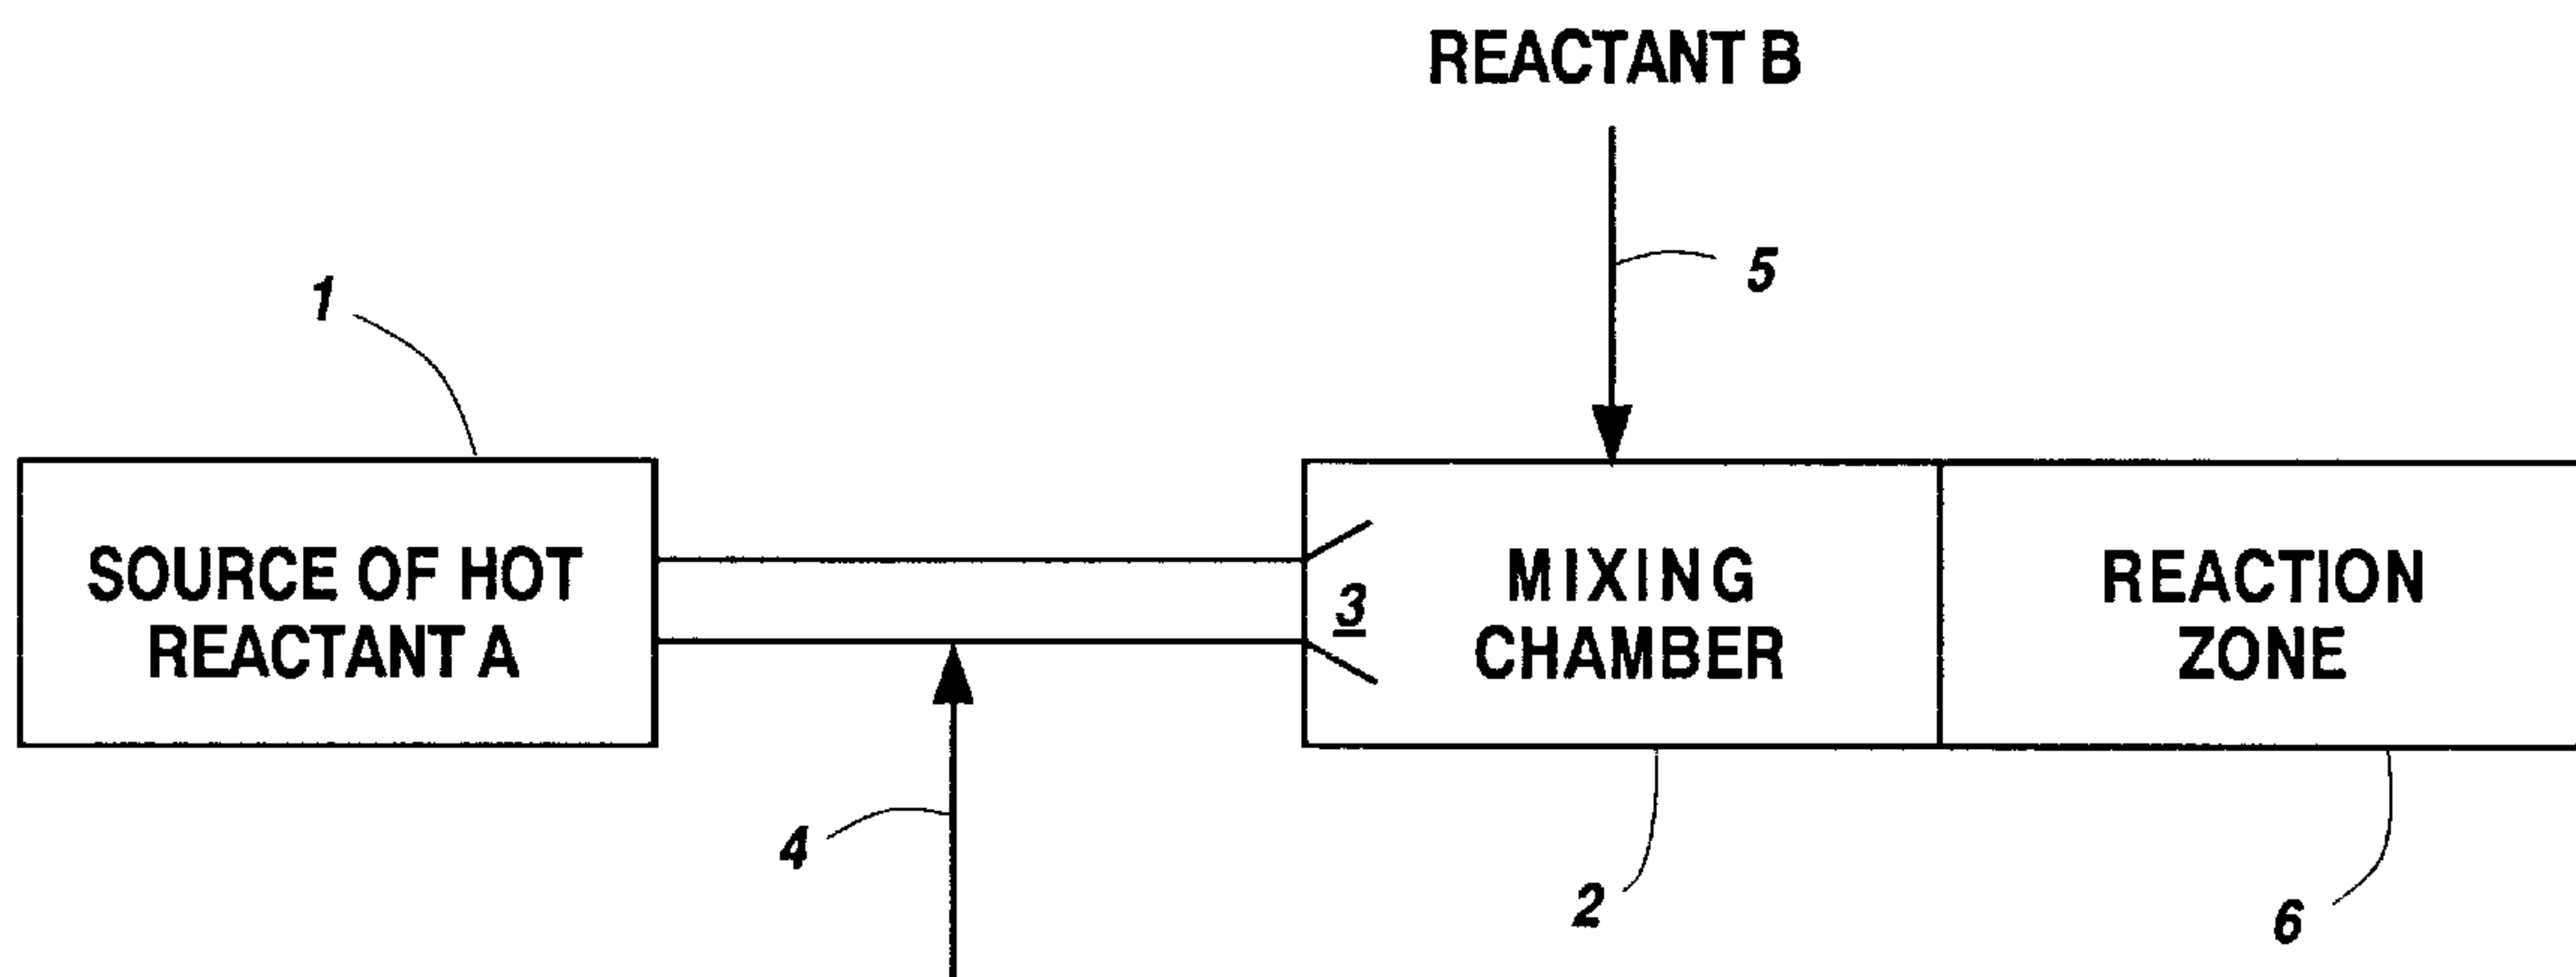 REACTANT B
5
1
SOURCE OF HOT
REACTANT A
3
MIXING
CHAMBER
REACTION
ZONE
4
2
6